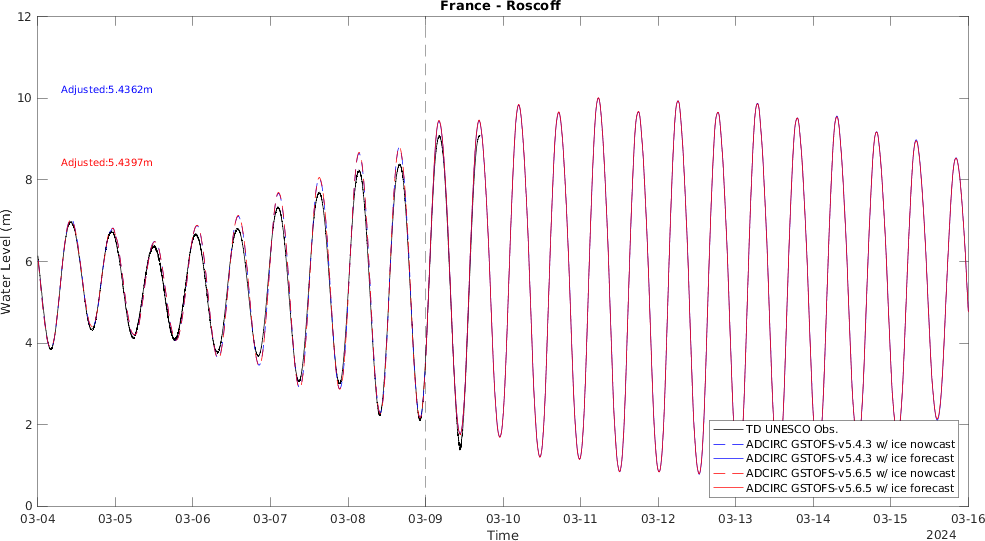 France - Roscoff
Water Level (m)
12
10
8
6
4
2
0
Adjusted:5.4362m
Adjusted:5.4397m
TD UNESCO Obs.
ADCIRC GSTOFS-v5.4.3 w/ ice nowcast
ADCIRC GSTOFS-v5.4.3 w/ ice forecast
ADCIRC GSTOFS-v5.6.5 w/ ice nowcast
ADCIRC GSTOFS-v5.6.5 w/ ice forecast
03-04 03-05 03-06 03-07 03-08 03-09 03-10 03-11 03-12 03-13 03-14 03-15 03-16
Time
2024